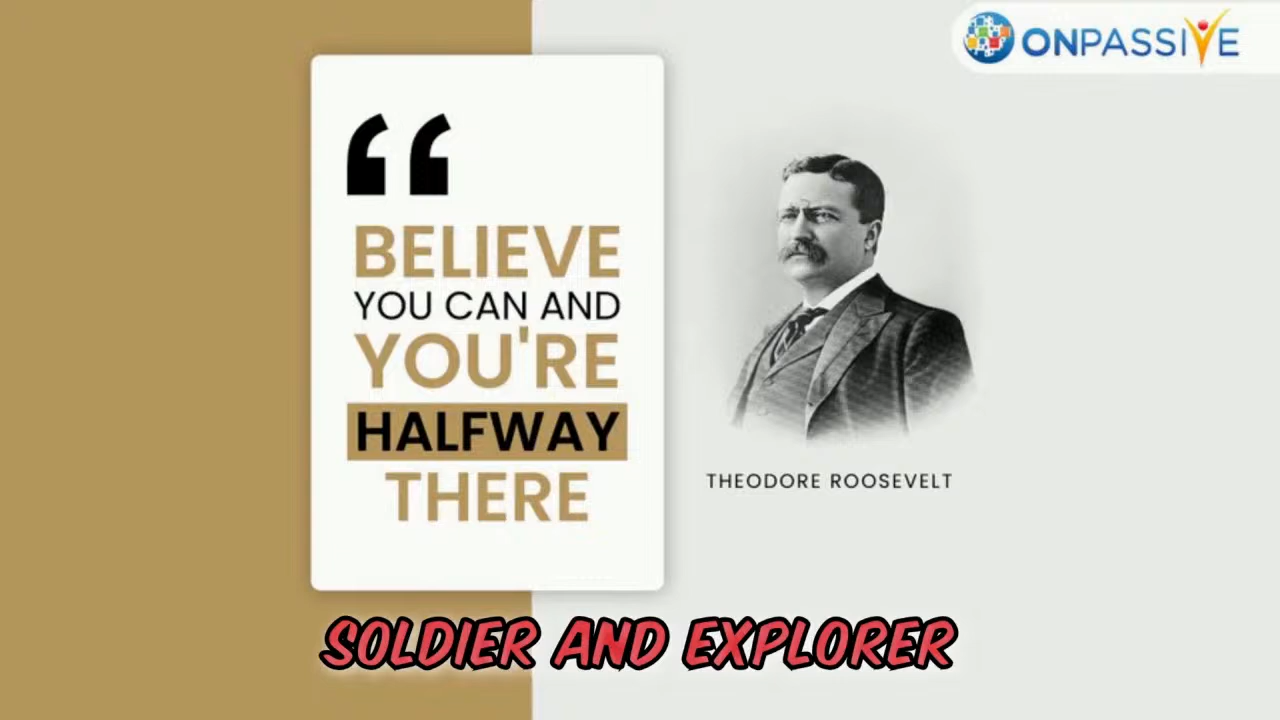 ONPASSIVE
“
BELIEVE
YOU CAN AND
YOU'RE
HALFWAY
THERE
THEODORE ROOSEVELT
SOLDIER AND EXPLORER